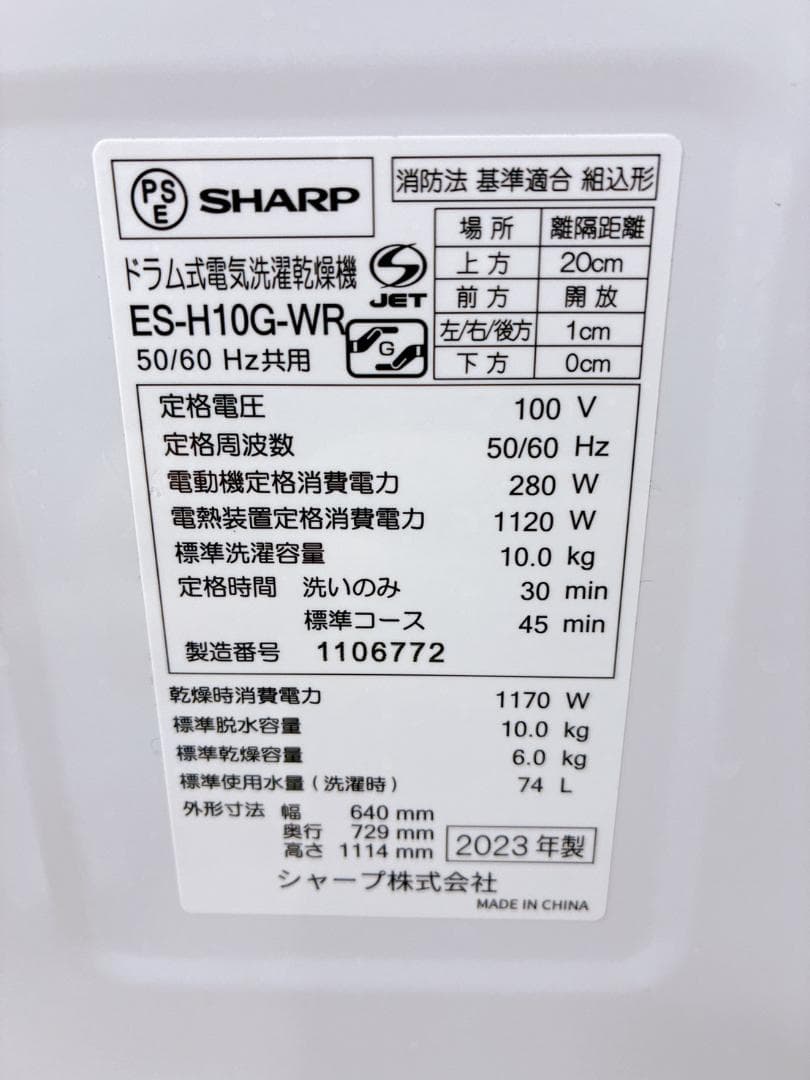 PSE SHARP
ドラム式電気洗濯乾燥機
JET
ES-H10G-WR
G
50/60 Hz共用
消防法 基準適合 組込形
場所 離隔距離
上方 20cm
前方 開放
左/右/後方 1cm
下方 0cm
定格電圧 100 V
定格周波数 50/60 Hz
電動機定格消費電力 280 W
電熱装置定格消費電力 1120 W
標準洗濯容量 10.0 kg
定格時間 洗いのみ 30 min
標準コース 45 min
製造番号 1106772
乾燥時消費電力 1170 W
標準脱水容量 10.0 kg
標準乾燥容量 6.0 kg
標準使用水量(洗濯時) 74 L
外形寸法 幅 640 mm
奥行 729 mm
高さ 1114 mm
2023 年製
シャープ株式会社
MADE IN CHINA